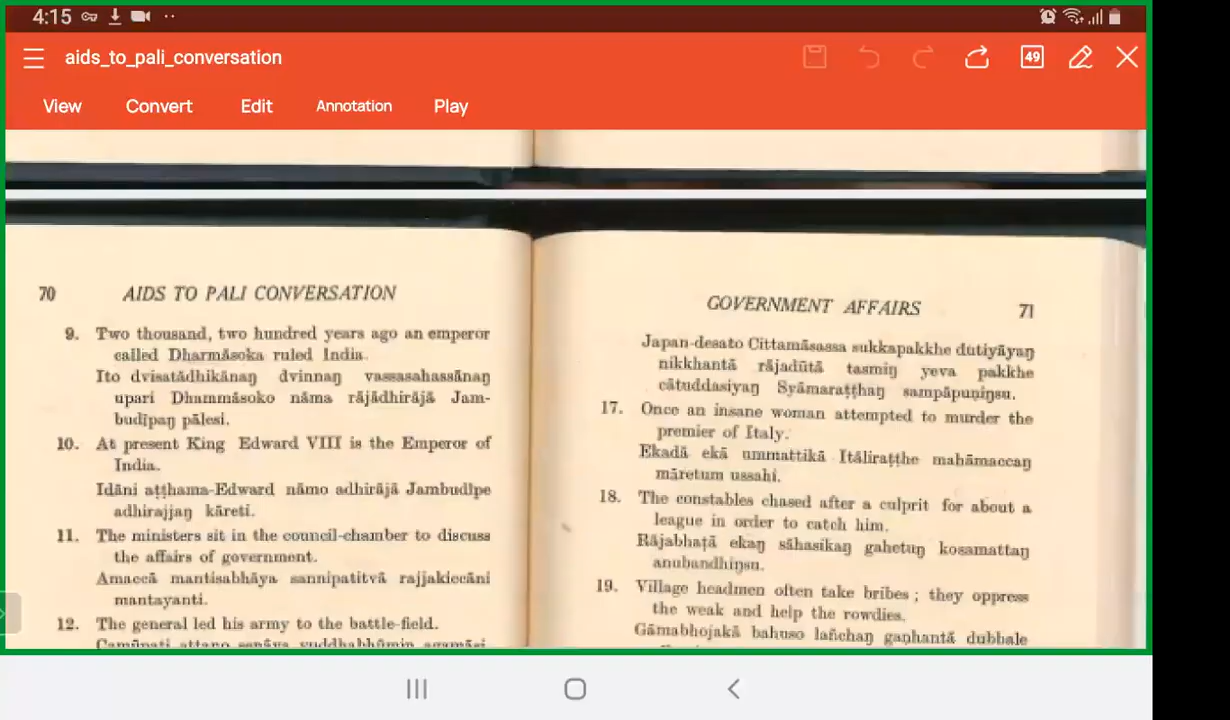 4:15
aids_to_pali_conversation
49
View Convert Edit Annotation Play
70 AIDS TO PALI CONVERSATION
9. Two thousand, two hundred years ago an emperor
called Dharmāsoka ruled India.
Ito dvisatādhikānaŋ dvinnaŋ vassasahassānaŋ
upari Dhammāsoko nāma rājādhirājā Jam-
budīpaŋ pālesi.
10. At present King Edward VIII is the Emperor of
India.
Idāni aṭṭhama-Edward nāmo adhirājā Jambudīpe
adhirajjaŋ kāreti.
11. The ministers sit in the council-chamber to discuss
the affairs of government.
Amaccā mantisabhāya sannipatitvā rajjakiccāni
mantayanti.
12. The general led his army to the battle-field.
Camūpati attano senāya yuddhabhūmiŋ agamāsi.
GOVERNMENT AFFAIRS 71
Japan-desato Cittamāsassa sukkapakkhe dutiyāyaŋ
nikkhantā rājadūtā tasmiŋ yeva pakkhe
cātuddasiyaŋ Syāmaraṭṭhaŋ sampāpuṇiŋsu.
17. Once an insane woman attempted to murder the
premier of Italy.
Ekadā ekā ummattikā Itāliraṭṭhe mahāmaccaŋ
māretum ussahi.
18. The constables chased after a culprit for about a
league in order to catch him.
Rājabhaṭā ekaŋ sāhasikaŋ gahetuŋ kosamattaŋ
anubandhiŋsu.
19. Village headmen often take bribes ; they oppress
the weak and help the rowdies.
Gāmabhojakā bahuso lañchaŋ gaṇhantā dubbale